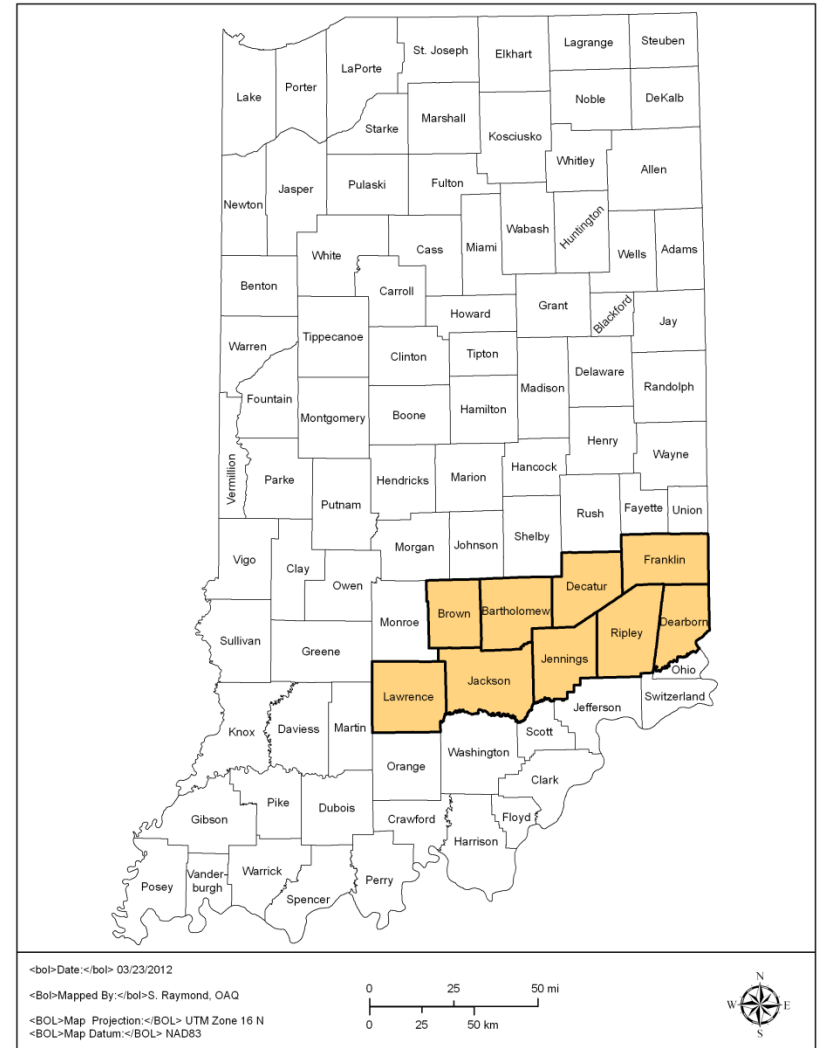 Lagrange
Steuben
St. Joseph
Elkhart
LaPorte
Porter
Lake
Noble
DeKalb
Marshall
Starke
Kosciusko
Whitley
Allen
Pulaski
Fulton
Jasper
Newton
Wabash
Huntington
Miami
Cass
White
Wells
Adams
Benton
Carroll
Grant
Howard
Blackford
Jay
Warren
Tippecanoe
Clinton
Tipton
Delaware
Madison
Randolph
Fountain
Montgomery
Boone
Hamilton
Henry
Wayne
Vermillion
Parke
Hendricks
Marion
Hancock
Putnam
Rush
Fayette
Union
Shelby
Morgan
Johnson
Vigo
Clay
Owen
Franklin
Decatur
Brown
Bartholomew
Monroe
Dearborn
Ripley
Sullivan
Greene
Jennings
Ohio
Jackson
Lawrence
Switzerland
Jefferson
Knox
Daviess
Martin
Scott
Washington
Orange
Clark
Pike
Dubois
Gibson
Crawford
Floyd
Harrison
Warrick
Vander-
burgh
Perry
Posey
Spencer
<bol>Date:</bol> 03/23/2012
<Bol>Mapped By:</bol>S. Raymond, OAQ
<BOL>Map Projection:</BOL> UTM Zone 16 N
<BOL>Map Datum:</BOL> NAD83
0 25 50 mi
0 25 50 km
N
W E
S